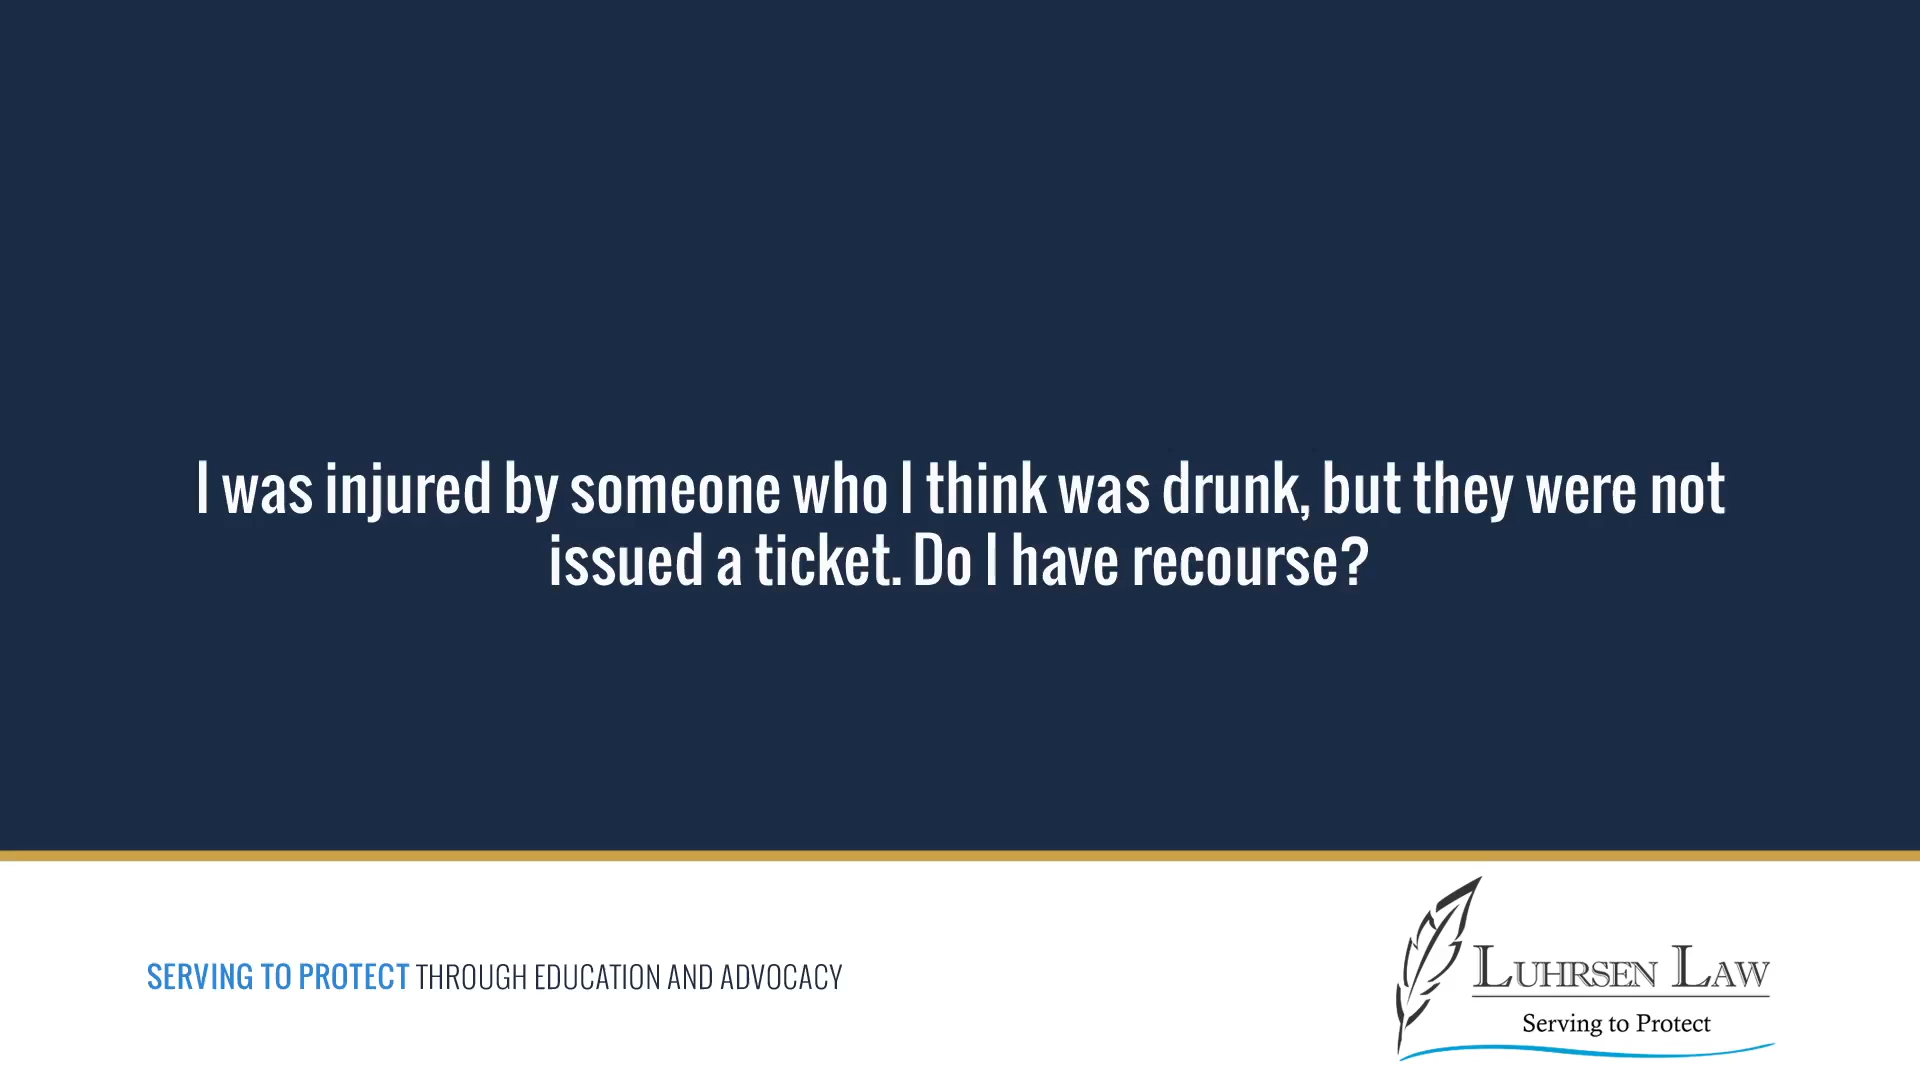 I was injured by someone who I think was drunk, but they were not
issued a ticket. Do I have recourse?
SERVING TO PROTECT THROUGH EDUCATION AND ADVOCACY
LUHRSEN LAW
Serving to Protect